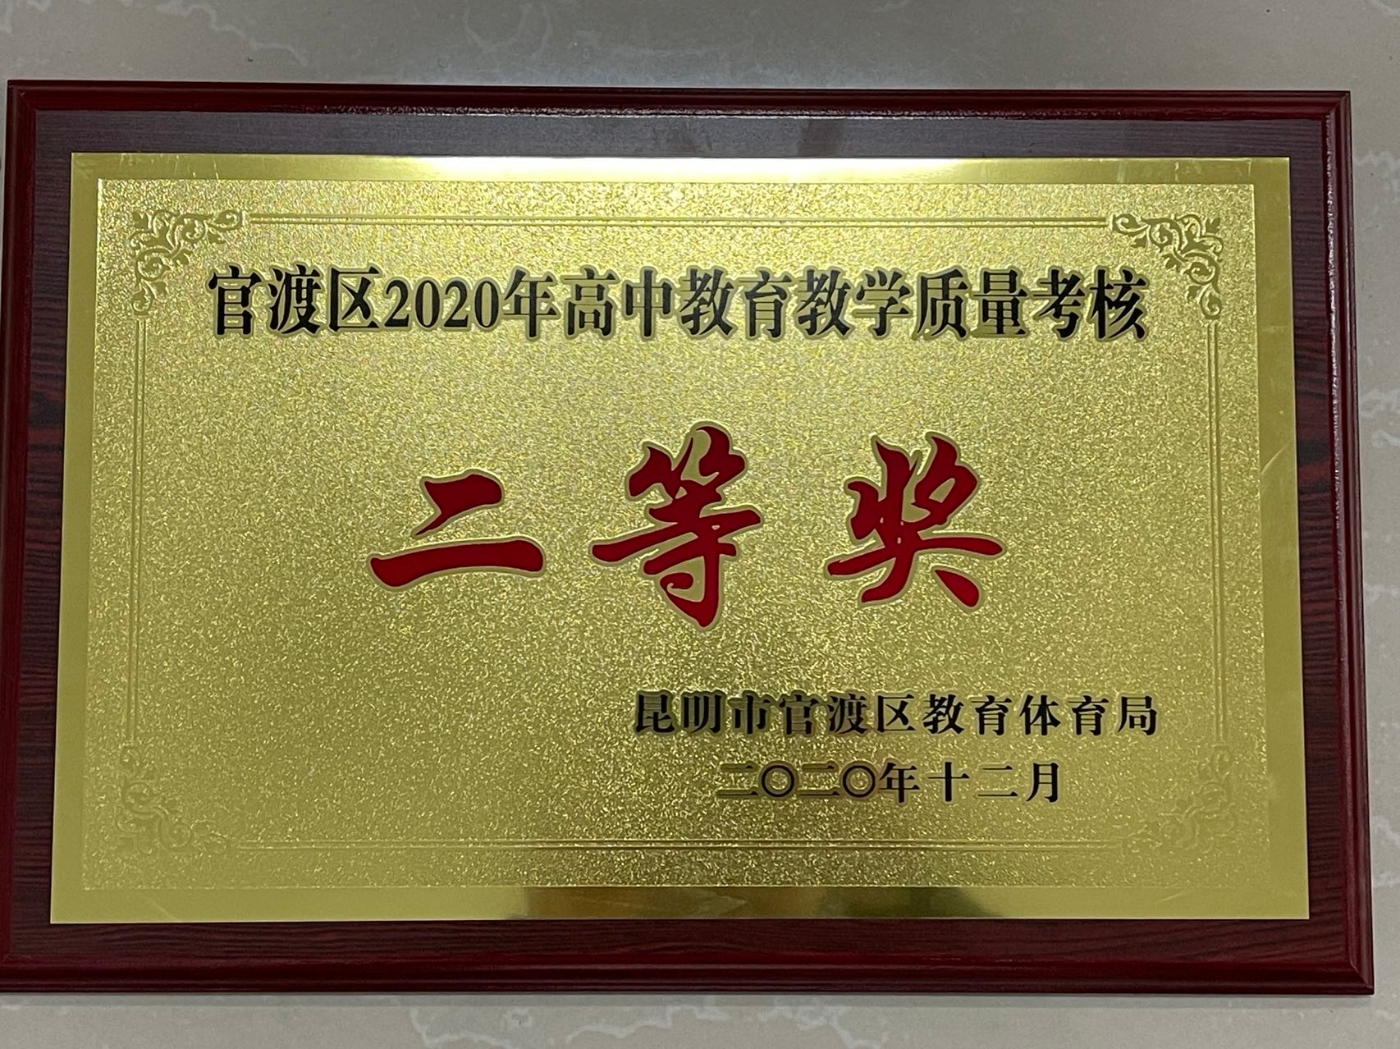 官渡区2020年高中教育教学质量考核
二等奖
昆明市官渡区教育体育局
二〇二〇年十二月